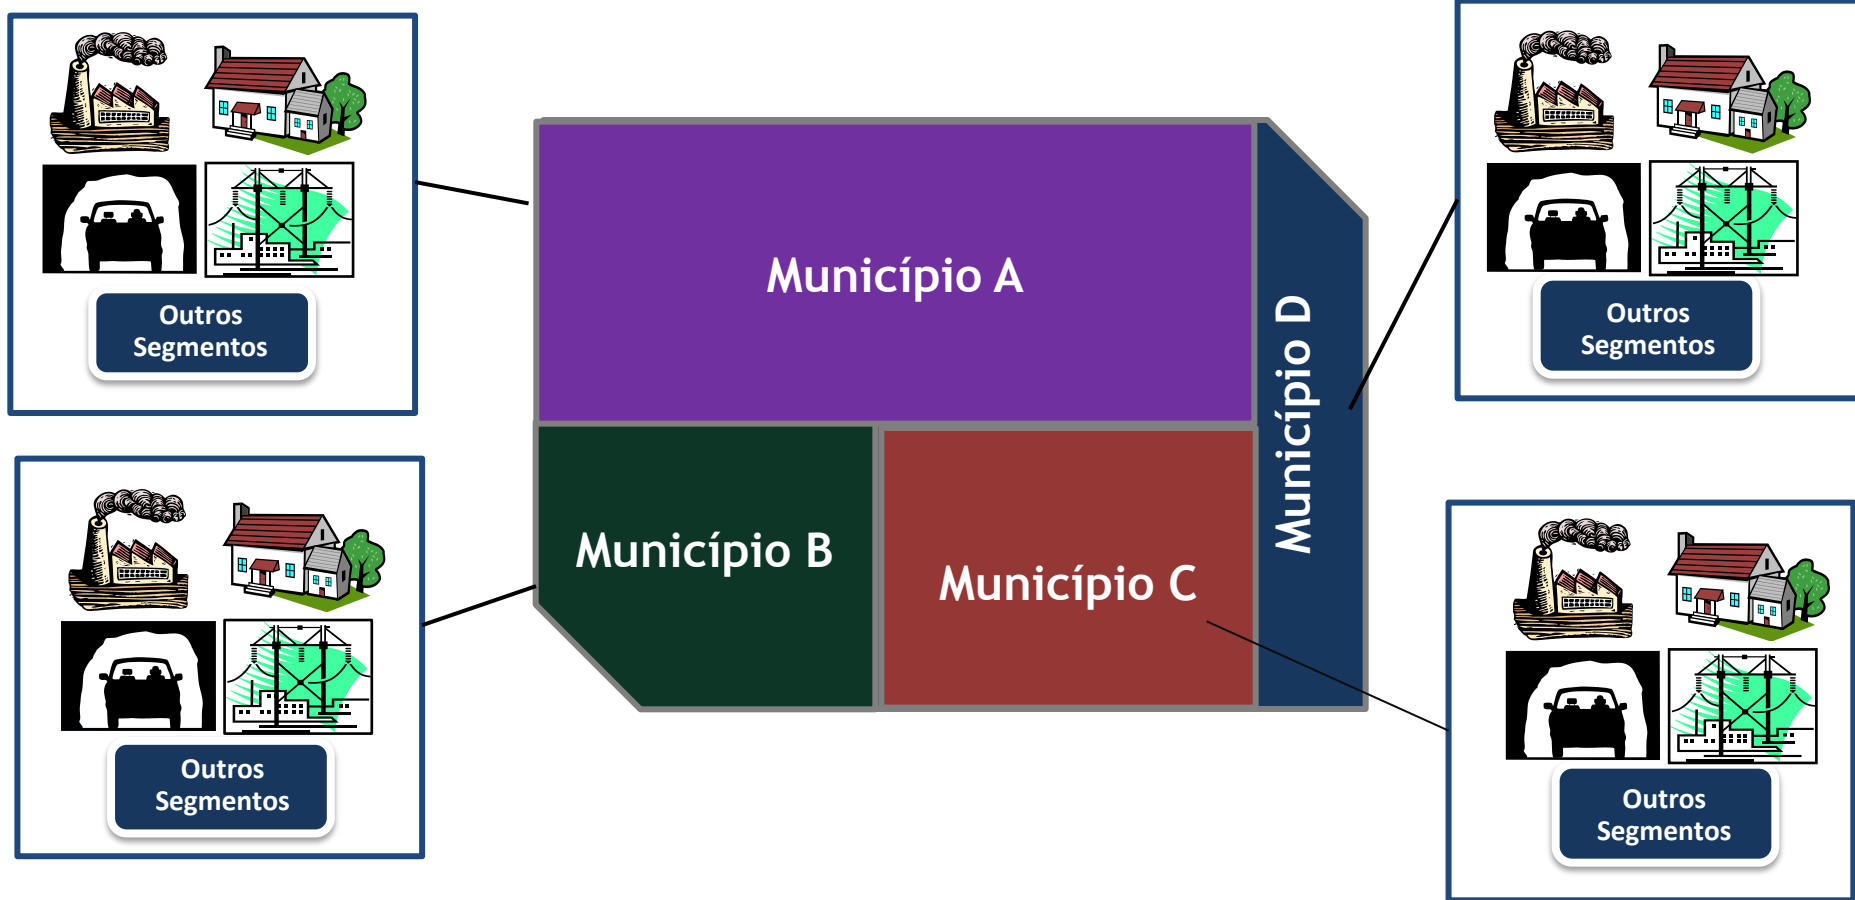 Outros
Segmentos
Outros
Segmentos
Município A
Município D
Município B
Município C
Outros
Segmentos
Outros
Segmentos